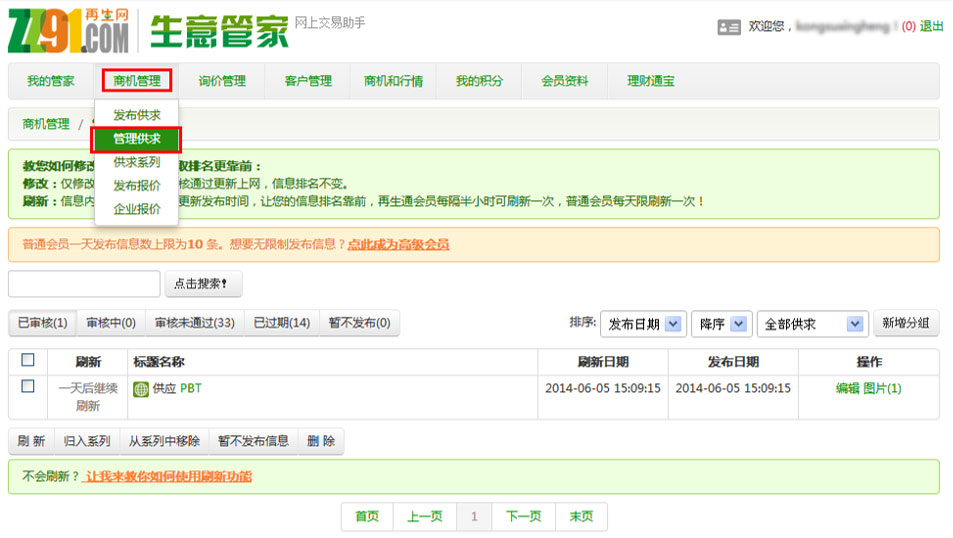 ZZ91.COM 再生网 生意管家 网上交易助手
欢迎您， ！(0) 退出
我的管家 商机管理 询价管理 客户管理 商机和行情 我的积分 会员资料 理财通宝
发布供求
管理供求
供求系列
发布报价
企业报价
商机管理 /
教您如何修改 取排名更靠前：
修改：仅修改 核通过更新上网，信息排名不变。
刷新：信息内 更新发布时间，让您的信息排名靠前，再生通会员每隔半小时可刷新一次，普通会员每天限刷新一次！
普通会员一天发布信息数上限为10 条。想要无限制发布信息？点此成为高级会员
点击搜索!
已审核(1) 审核中(0) 审核未通过(33) 已过期(14) 暂不发布(0) 排序: 发布日期 降序 全部供求 新增分组
刷新 标题名称 刷新日期 发布日期 操作
一天后继续刷新 供应 PBT 2014-06-05 15:09:15 2014-06-05 15:09:15 编辑 图片(1)
刷 新 归入系列 从系列中移除 暂不发布信息 删 除
不会刷新？ 让我来教你如何使用刷新功能
首页 上一页 1 下一页 末页